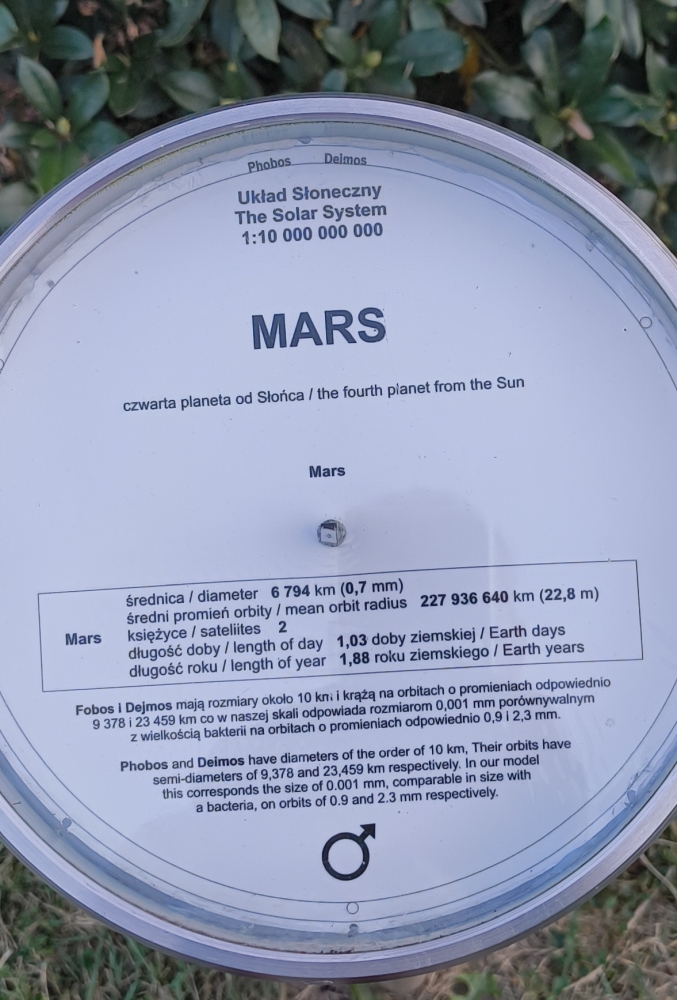 Phobos Deimos
Układ Słoneczny
The Solar System
1:10 000 000 000
MARS
czwarta planeta od Słońca / the fourth planet from the Sun
Mars
średnica / diameter 6 794 km (0,7 mm)
średni promień orbity / mean orbit radius 227 936 640 km (22,8 m)
Mars księżyce / sateliites 2
długość doby / length of day 1,03 doby ziemskiej / Earth days
długość roku / length of year 1,88 roku ziemskiego / Earth years
Fobos i Dejmos mają rozmiary około 10 km i krążą na orbitach o promieniach odpowiednio
9 378 i 23 459 km co w naszej skali odpowiada rozmiarom 0,001 mm porównywalnym
z wielkością bakterii na orbitach o promieniach odpowiednio 0,9 i 2,3 mm.
Phobos and Deimos have diameters of the order of 10 km, Their orbits have
semi-diameters of 9,378 and 23,459 km respectively. In our model
this corresponds the size of 0.001 mm, comparable in size with
a bacteria, on orbits of 0.9 and 2.3 mm respectively.